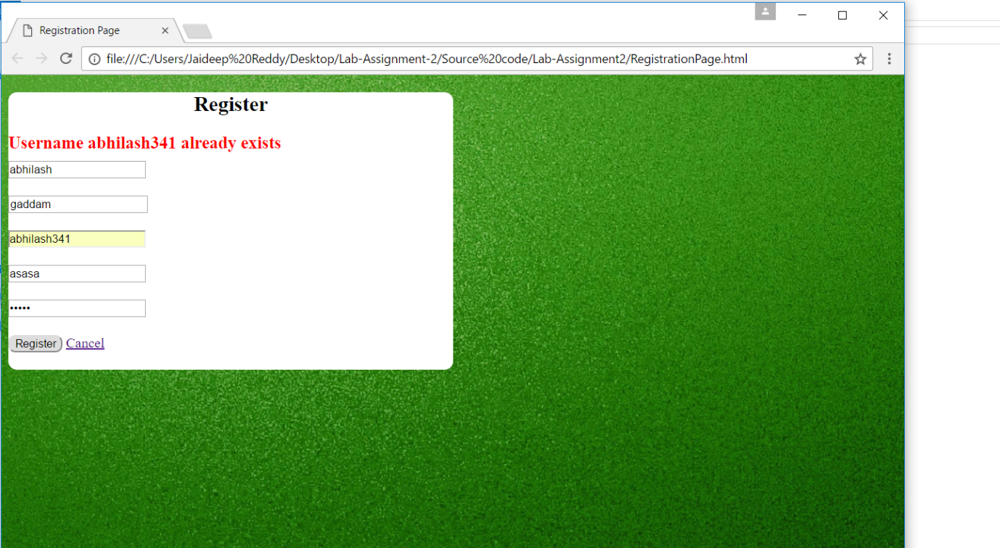 Registration Page
file:///C:/Users/Jaideep%20Reddy/Desktop/Lab-Assignment-2/Source%20code/Lab-Assignment2/RegistrationPage.html
Register
Username abhilash341 already exists
abhilash
gaddam
abhilash341
asasa
•••••
Register Cancel